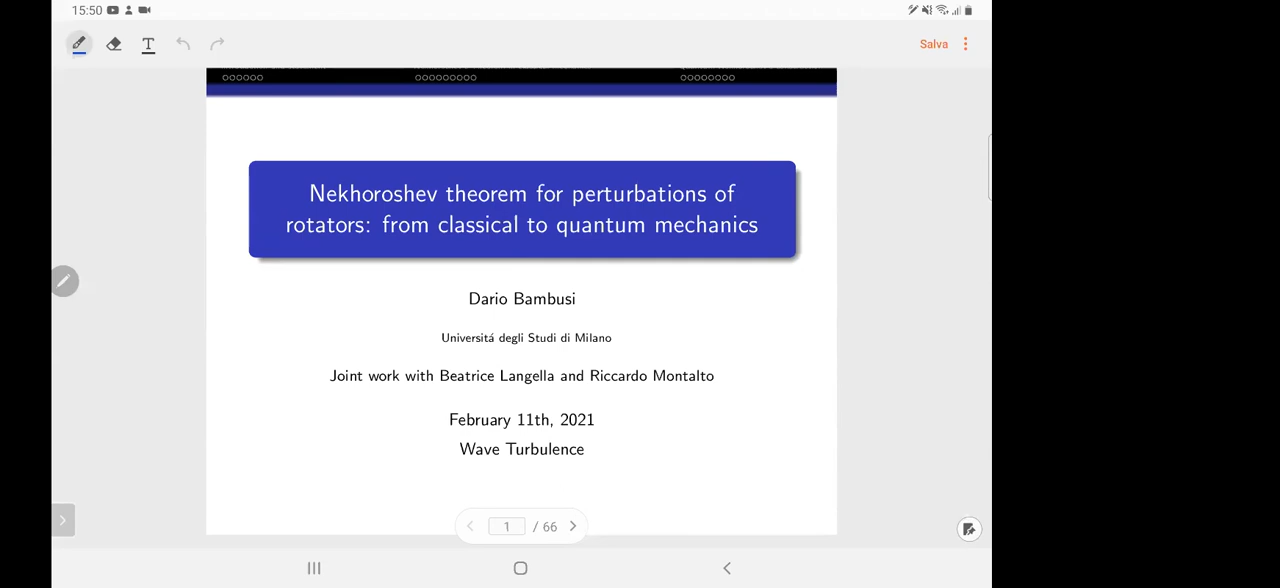 15:50
T
Salva
Nekhoroshev theorem for perturbations of
rotators: from classical to quantum mechanics
Dario Bambusi
Universitá degli Studi di Milano
Joint work with Beatrice Langella and Riccardo Montalto
February 11th, 2021
Wave Turbulence
1 / 66